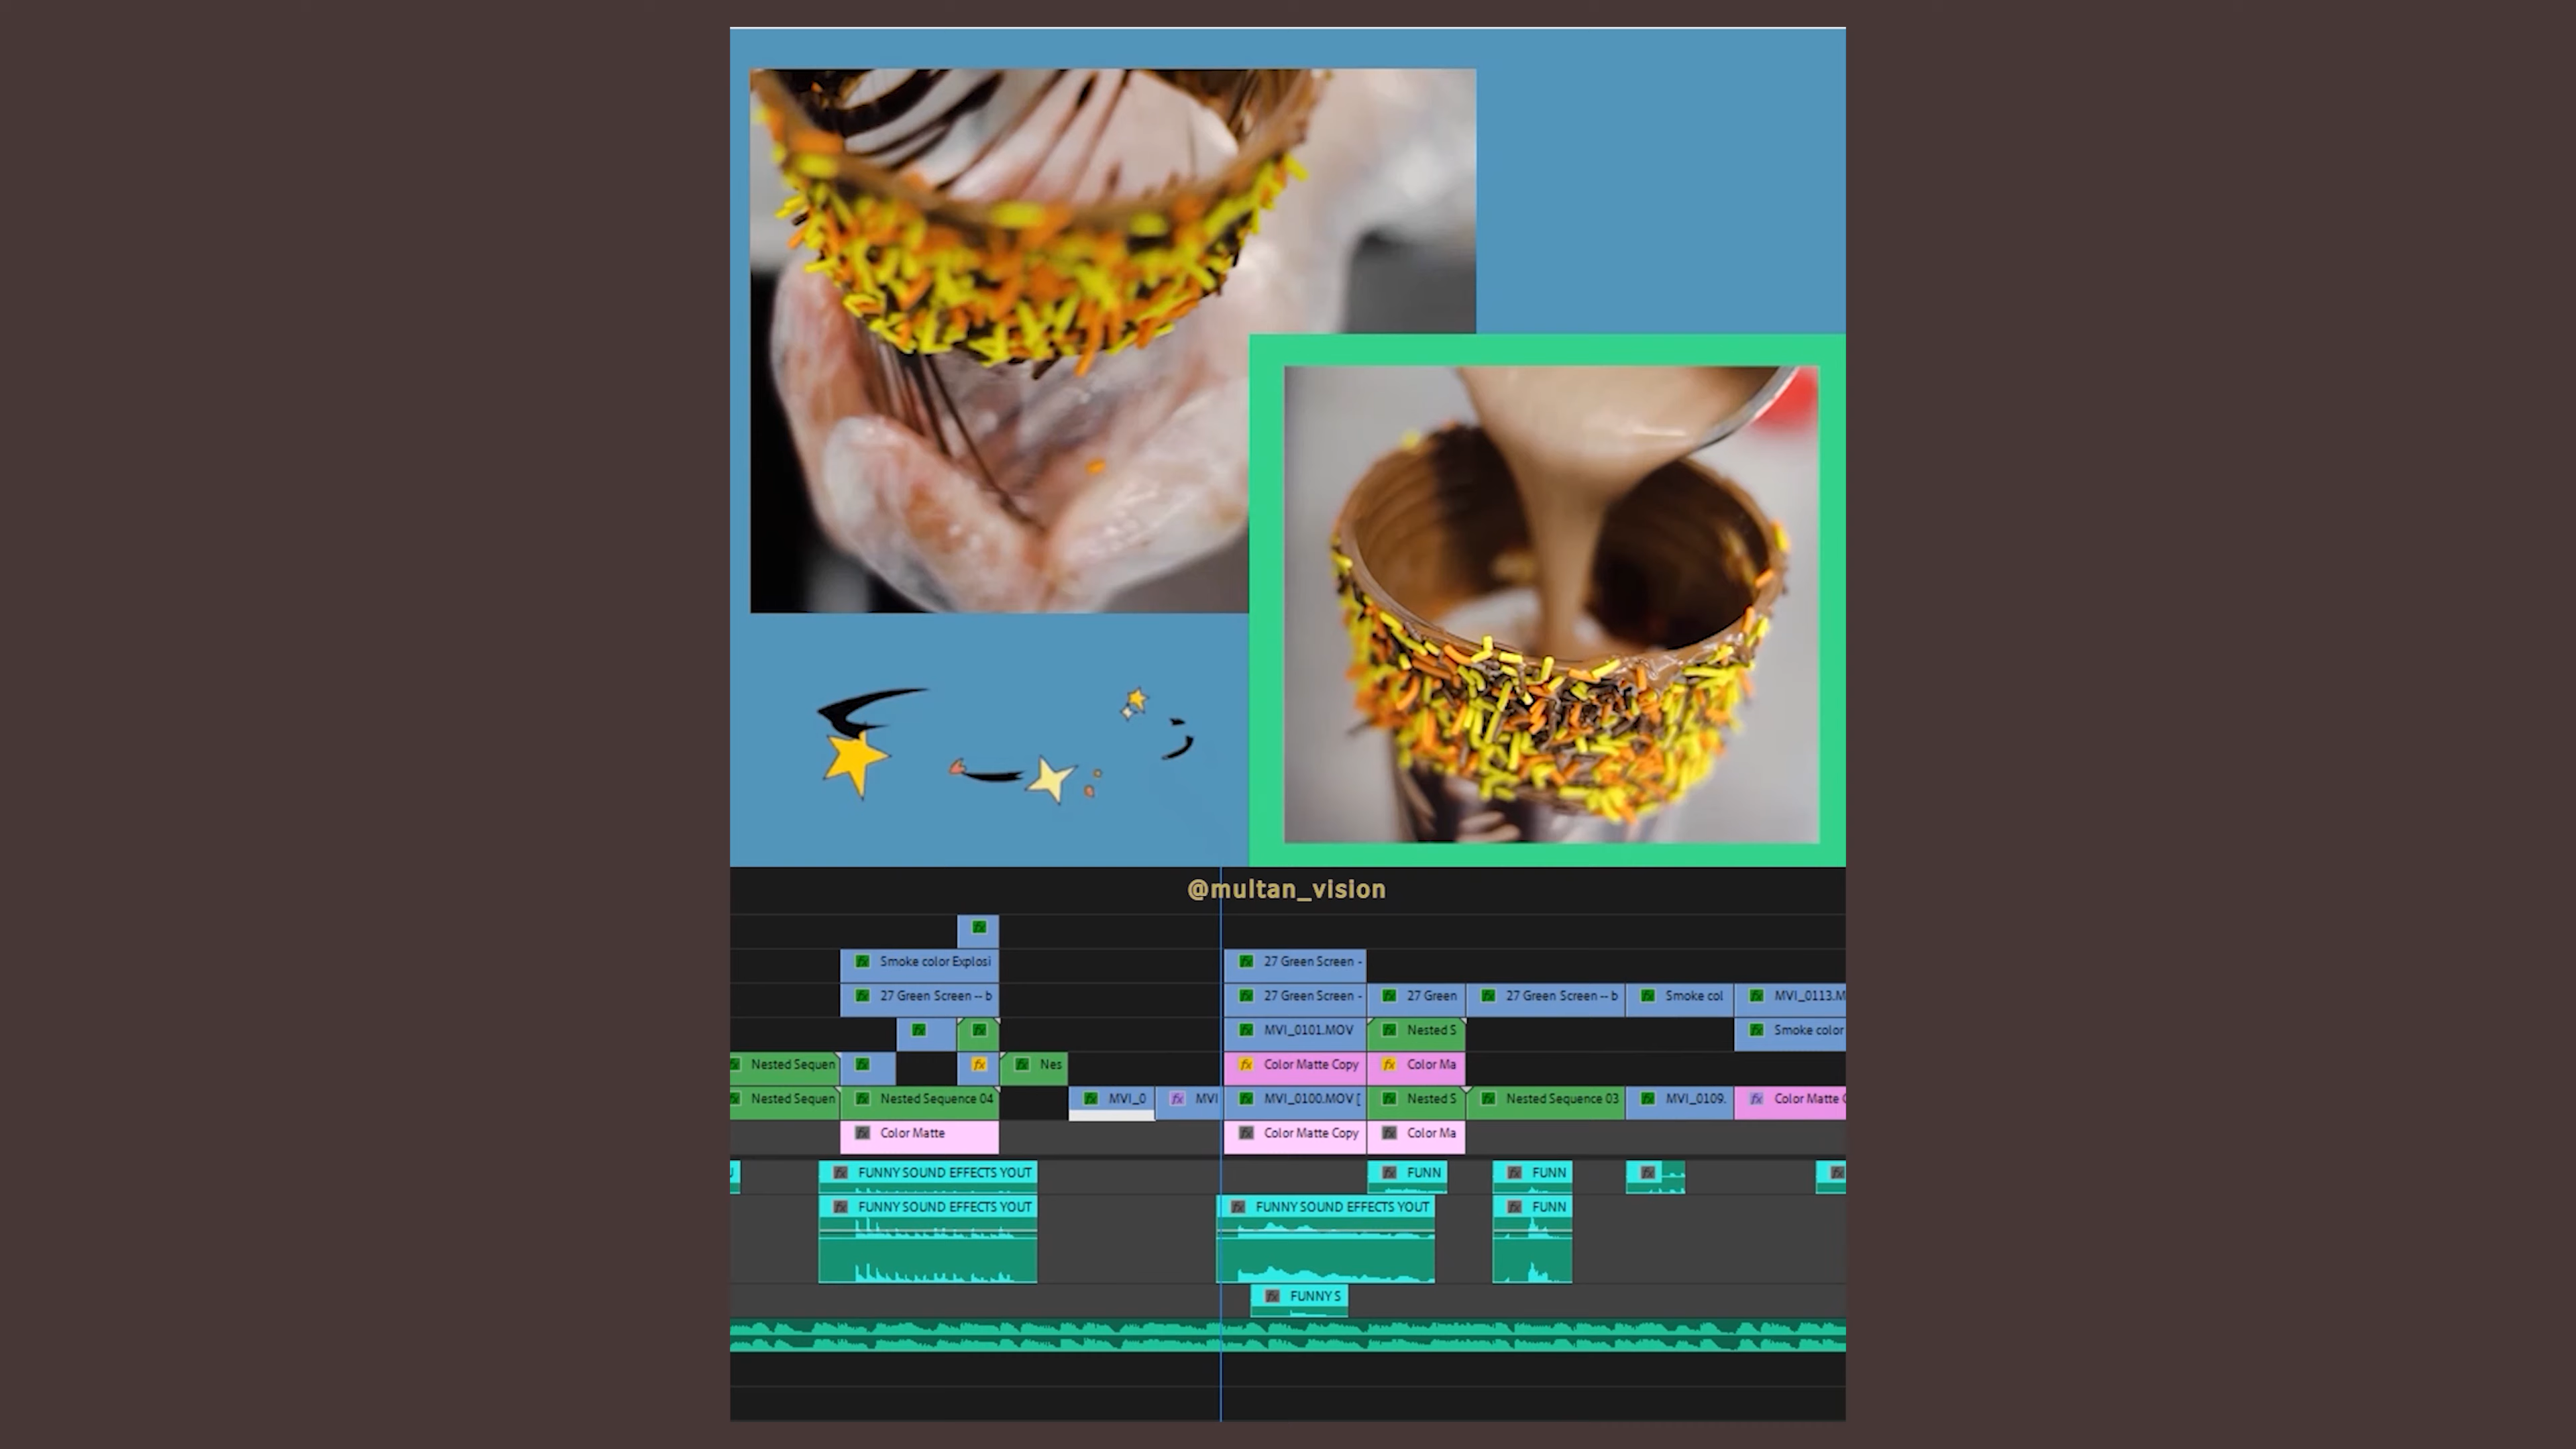 @multan_vision
Smoke color Explosi
27 Green Screen -
27 Green Screen -- b
27 Green Screen -
27 Green
27 Green Screen -- b
Smoke col
MVI_0113.M
MVI_0101.MOV
Nested S
Smoke color
Nested Sequen
Nes
Color Matte Copy
Color Ma
Nested Sequen
Nested Sequence 04
MVI_0
MVI
MVI_0100.MOV [
Nested S
Nested Sequence 03
MVI_0109.
Color Matte C
Color Matte
Color Matte Copy
Color Ma
FUNNY SOUND EFFECTS YOUT
FUNN
FUNN
FUNNY SOUND EFFECTS YOUT
FUNNY SOUND EFFECTS YOUT
FUNN
FUNNY S